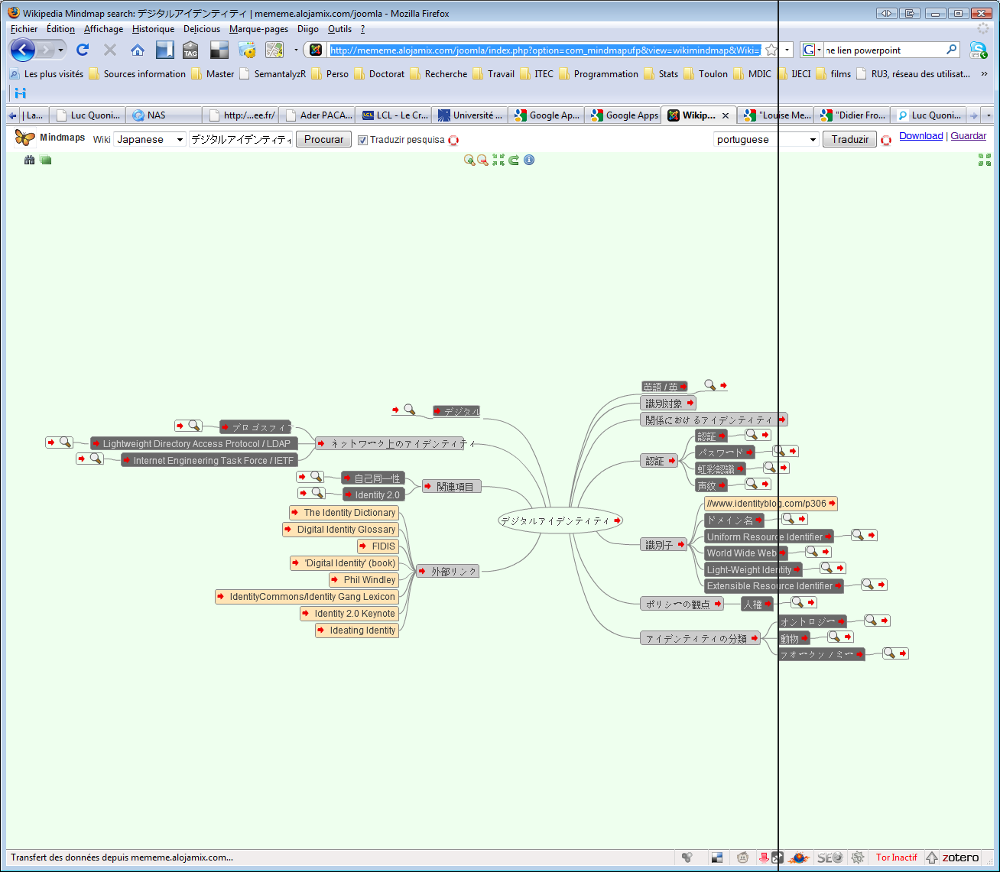 Wikipedia Mindmap search: デジタルアイデンティティ | mememe.alojamix.com/joomla - Mozilla Firefox
Fichier Édition Affichage Historique Delicious Marque-pages Diigo Outils ?
TAG http://mememe.alojamix.com/joomla/index.php?option=com_mindmapufp&view=wikimindmap&Wiki= G ne lien powerpoint
Les plus visités Sources information Master SemantalyzR Perso Doctorat Recherche Travail ITEC Programmation Stats Toulon MDIC IJECI films RU3, réseau des utilisat... »
| La... Luc Quoni... NAS http:/...ee.fr/ Ader PACA... LCL LCL - Le Cr... Université ... Google Ap... Google Apps Wikip... "Louise Me... "Didier Fro... Luc Quoni...
Mindmaps Wiki Japanese デジタルアイデンティティ Procurar Traduzir pesquisa portuguese Traduzir Download | Guardar
英語 / 英
識別対象
デジタル
関係におけるアイデンティティ
ブロゴスフィア
認証
Lightweight Directory Access Protocol / LDAP
ネットワーク上のアイデンティティ
パスワード
Internet Engineering Task Force / IETF
認証
虹彩認識
自己同一性
声紋
関連項目
Identity 2.0
//www.identityblog.com/p306
The Identity Dictionary
デジタルアイデンティティ
ドメイン名
Digital Identity Glossary
Uniform Resource Identifier
FIDIS
識別子
World Wide Web
'Digital Identity' (book)
外部リンク
Light-Weight Identity
Phil Windley
Extensible Resource Identifier
IdentityCommons/Identity Gang Lexicon
ポリシーの観点
人権
Identity 2.0 Keynote
オントロジー
Ideating Identity
アイデンティティの分類
動物
フォークソノミー
Transfert des données depuis mememe.alojamix.com... SEO Tor Inactif zotero